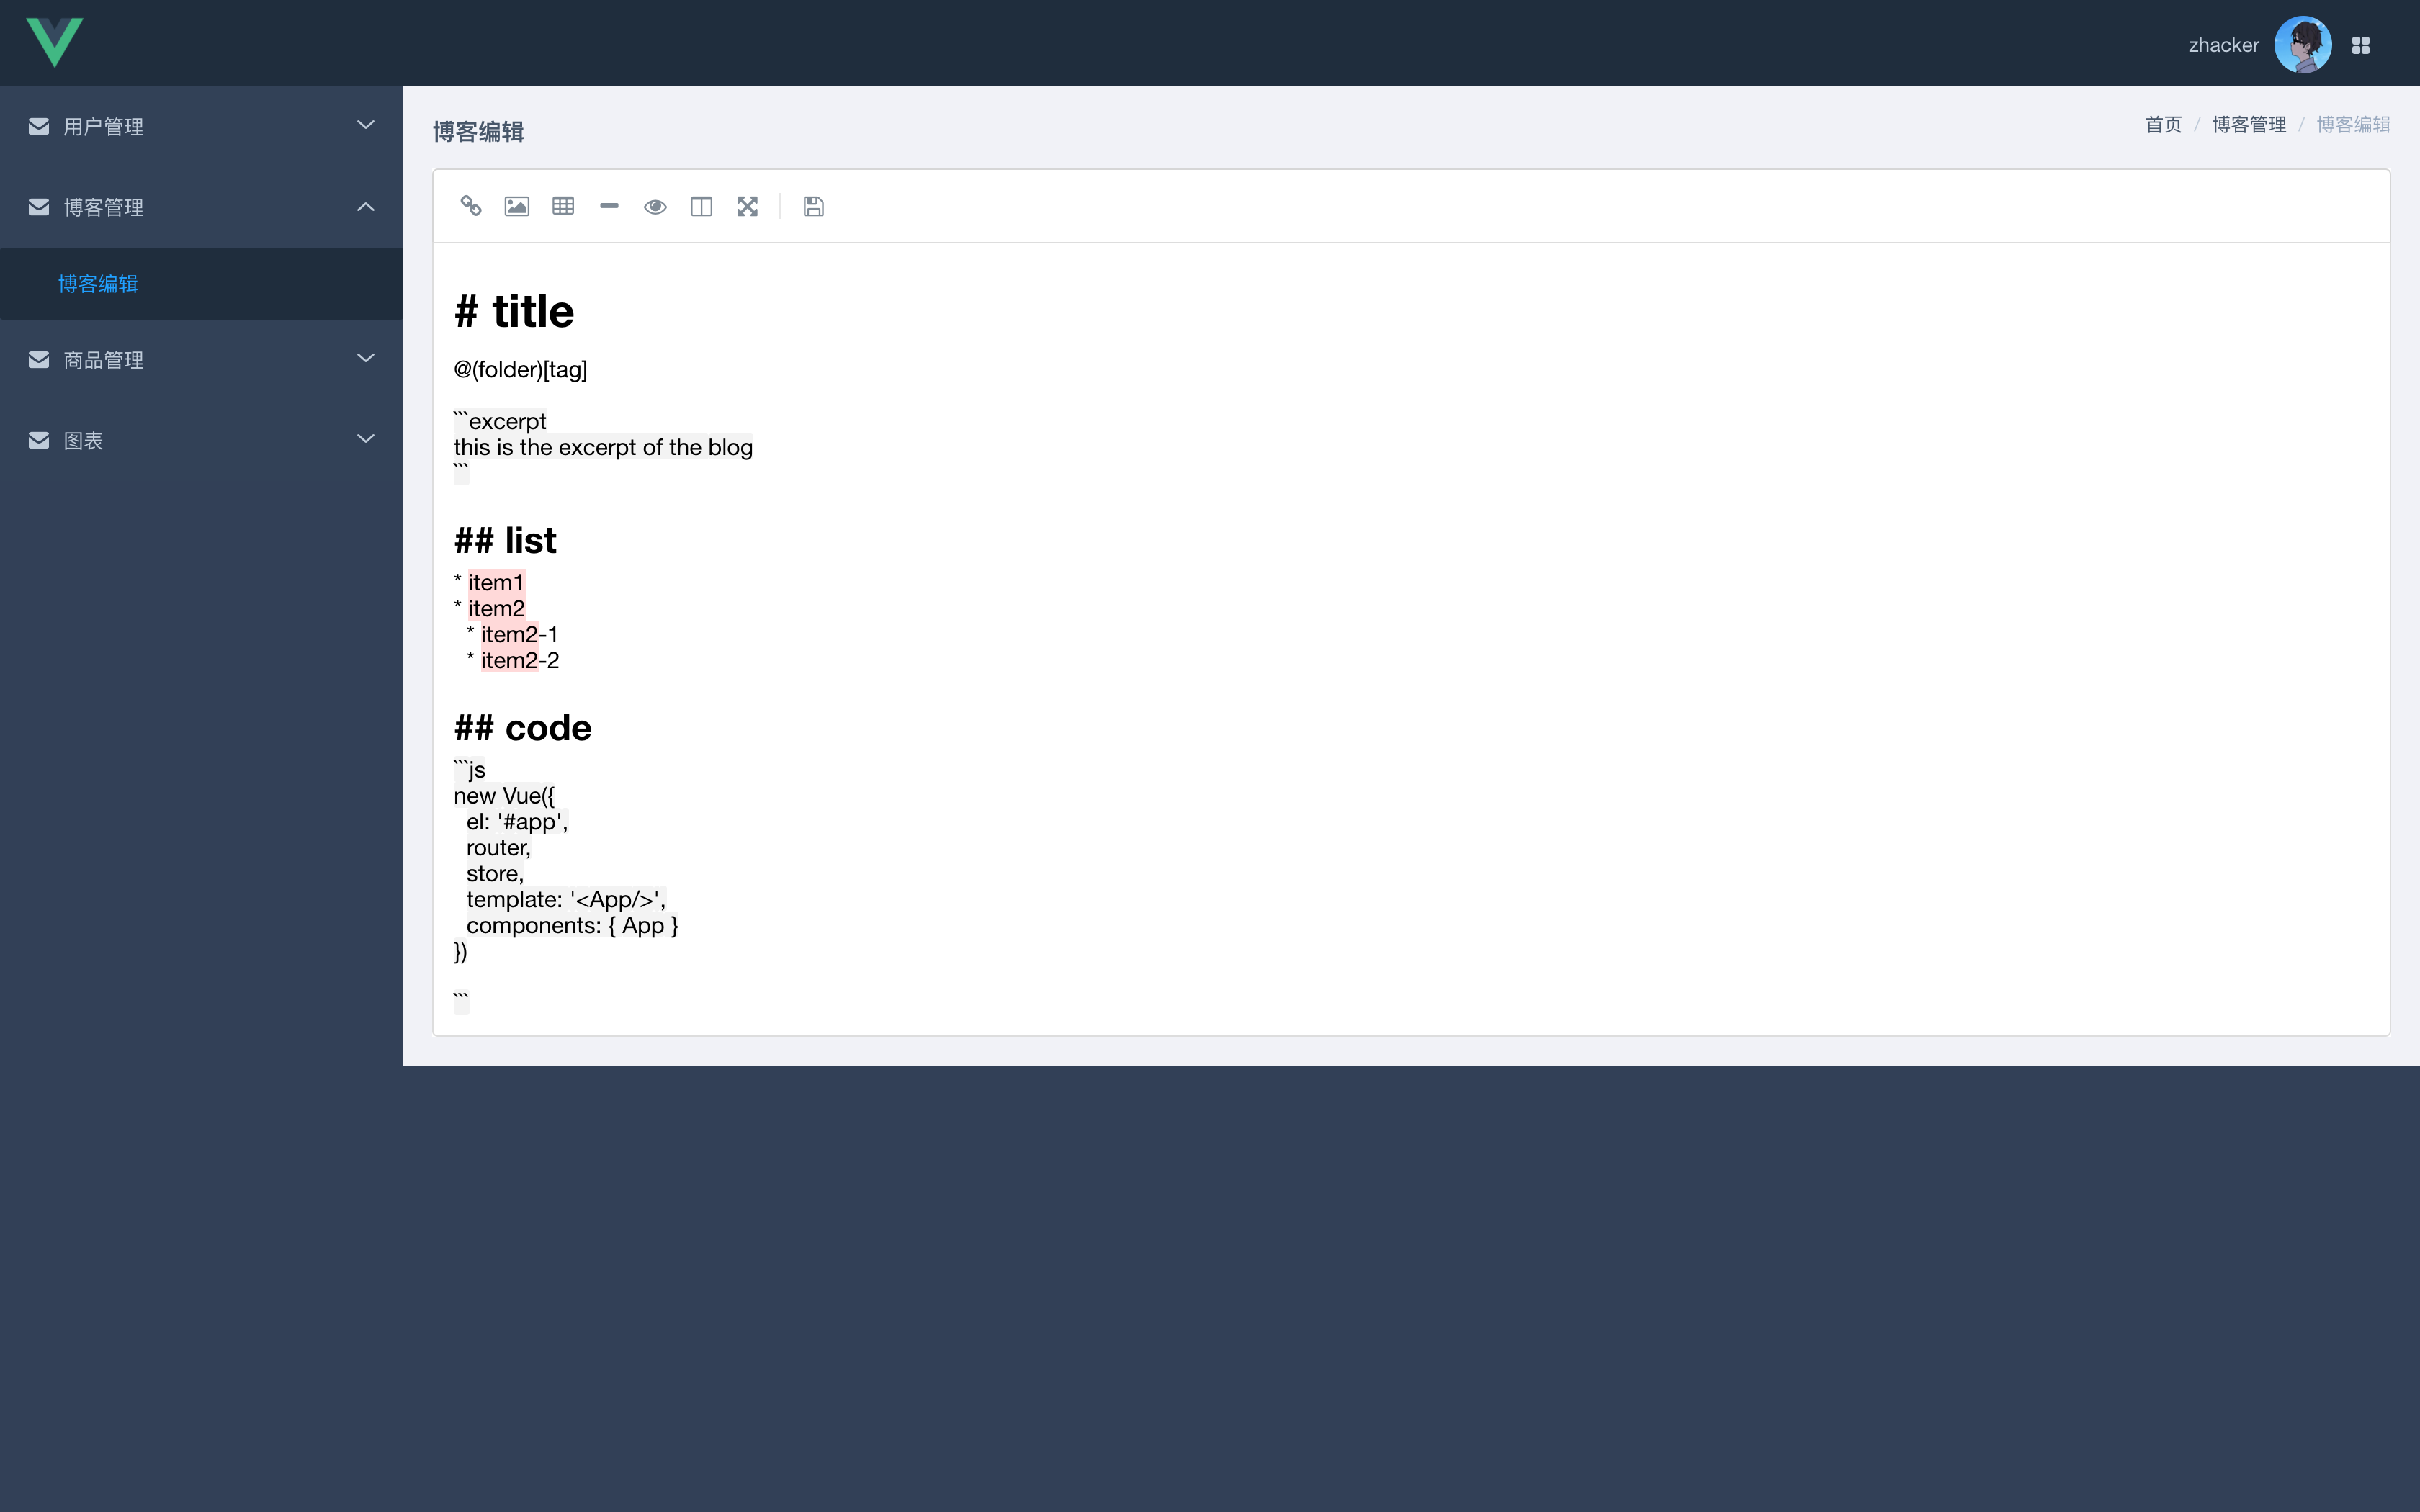 zhacker
用户管理
博客管理
博客编辑
商品管理
图表
博客编辑
首页 / 博客管理 / 博客编辑
# title
@(folder)[tag]
```excerpt
this is the excerpt of the blog
```
## list
* item1
* item2
  * item2-1
  * item2-2
## code
```js
new Vue({
  el: '#app',
  router,
  store,
  template: '<App/>',
  components: { App }
})
```